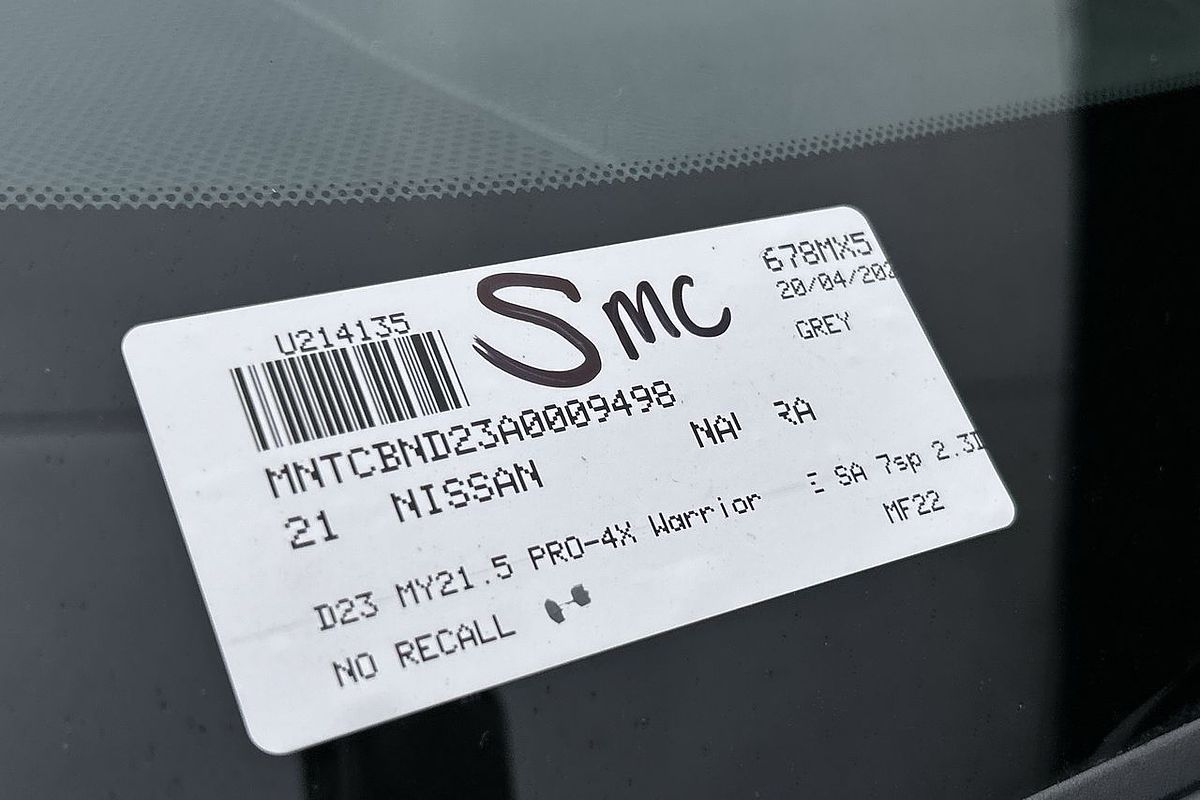 U214135
Smc
678MX5
20/04/202
GREY
MNTCBND23A0009498
21 NISSAN
D23 MY21.5 PRO-4X Warrior SA 7sp 2.3D
NO RECALL MF22